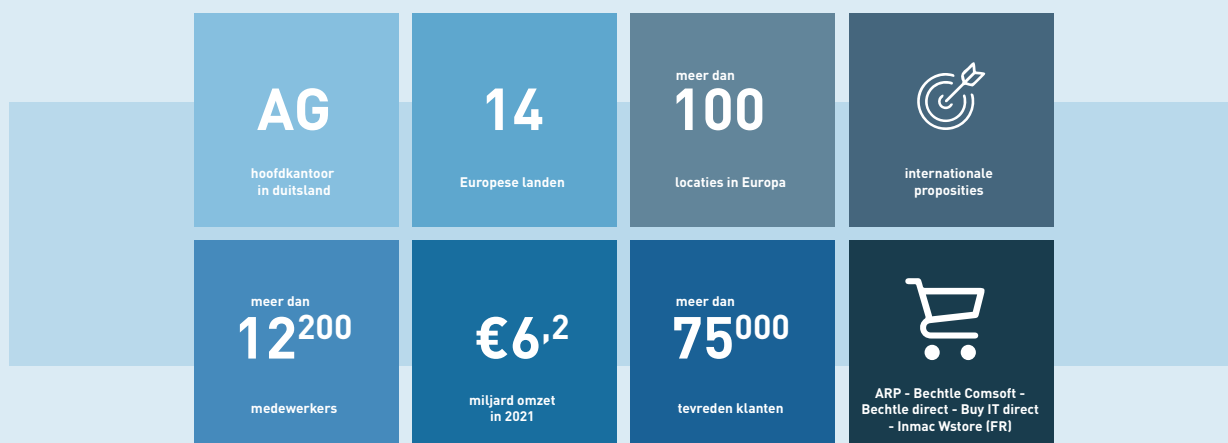 AG
hoofdkantoor
in duitsland
14
Europese landen
meer dan
100
locaties in Europa
internationale
proposities
meer dan
12200
medewerkers
€6,2
miljard omzet
in 2021
meer dan
75000
tevreden klanten
ARP - Bechtle Comsoft -
Bechtle direct - Buy IT direct
- Inmac Wstore (FR)